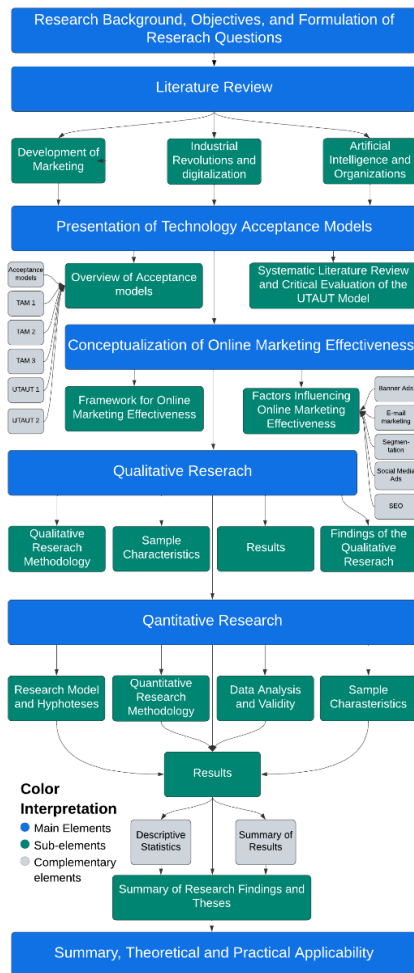 Research Background, Objectives, and Formulation of
Reserach Questions
Literature Review
Development of
Marketing
Industrial
Revolutions and
digitalization
Artificial
Intelligence and
Organizations
Presentation of Technology Acceptance Models
Acceptance
models
TAM 1
TAM 2
TAM 3
UTAUT 1
UTAUT 2
Overview of Acceptance
models
Systematic Literature Review
and Critical Evaluation of the
UTAUT Model
Conceptualization of Online Marketing Effectiveness
Framework for Online
Marketing Effectiveness
Factors Influencing
Online Marketing
Effectiveness
Banner Ads
E-mail
marketing
Segmen-
tation
Social Media
Ads
SEO
Qualitative Reserach
Qualitative
Reserach
Methodology
Sample
Characteristics
Results
Findings of the
Qualitative
Reserach
Qantitative Research
Research Model
and Hyphoteses
Quantitative
Research
Methodology
Data Analysis
and Validity
Sample
Charasteristics
Results
Color
Interpretation
Main Elements
Sub-elements
Complementary
elements
Descriptive
Statistics
Summary of
Results
Summary of Research Findings and
Theses
Summary, Theoretical and Practical Applicability